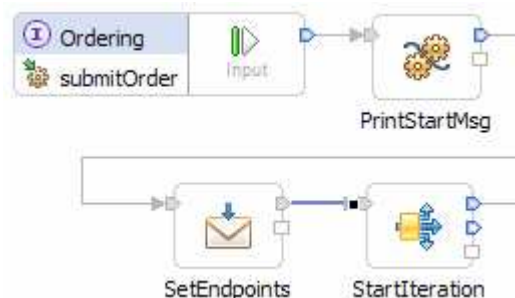 I Ordering
Input
submitOrder
PrintStartMsg
SetEndpoints
StartIteration